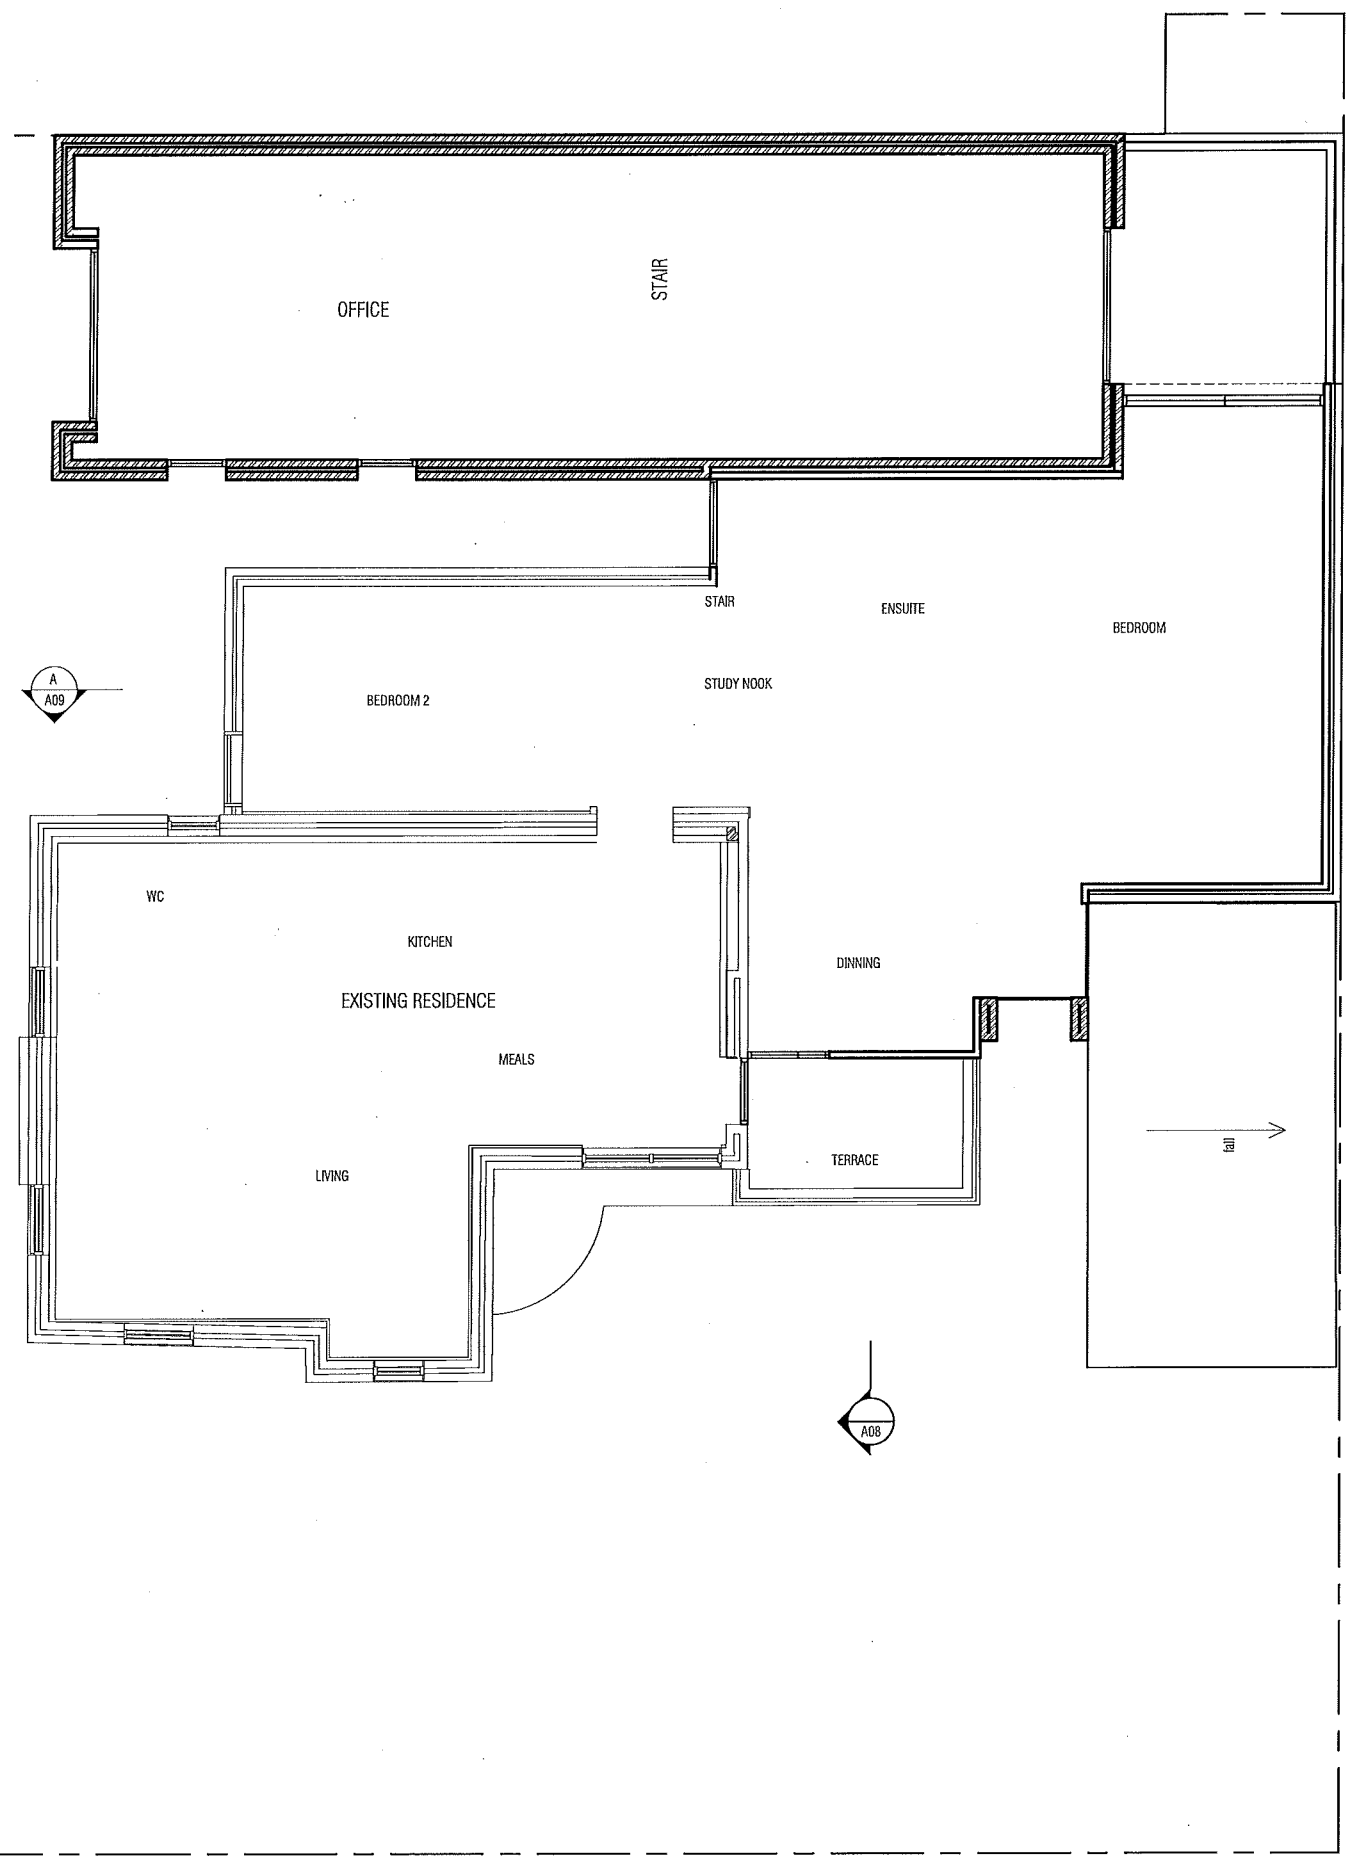 STAIR
OFFICE
STAIR
ENSUITE
BEDROOM
A
A09
STUDY NOOK
BEDROOM 2
WC
KITCHEN
DINNING
EXISTING RESIDENCE
MEALS
fall
TERRACE
LIVING
A08